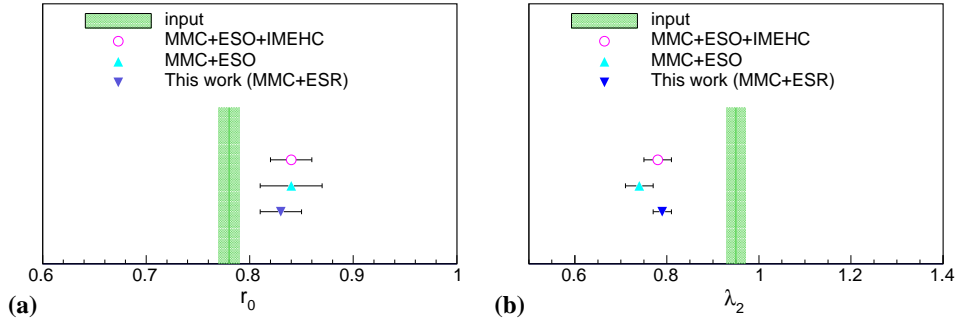 input
MMC+ESO+IMEHC
MMC+ESO
This work (MMC+ESR)
0.6 0.7 0.8 0.9 1
r₀
(a)
input
MMC+ESO+IMEHC
MMC+ESO
This work (MMC+ESR)
0.6 0.8 1 1.2 1.4
λ₂
(b)